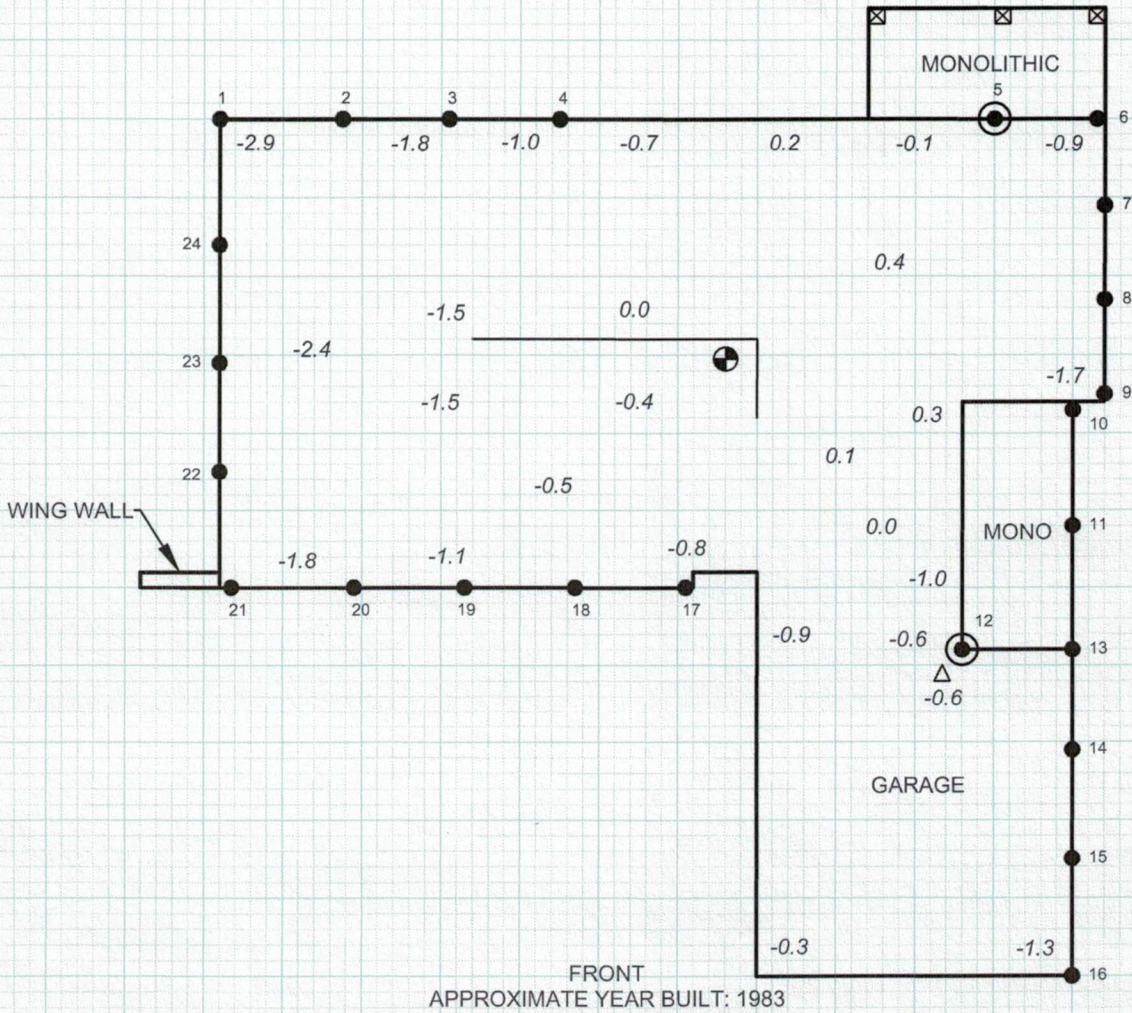 MONOLITHIC
1 2 3 4 5 6
-2.9 -1.8 -1.0 -0.7 0.2 -0.1 -0.9
7
24
0.4
8
-1.5 0.0
23 -2.4
-1.7 9
-1.5 -0.4 0.3 10
0.1
22
-0.5
WING WALL
0.0 MONO 11
-1.8 -1.1 -0.8
-1.0
21 20 19 18 17
12
-0.9 -0.6 13
-0.6
14
GARAGE
15
-0.3 -1.3
FRONT 16
APPROXIMATE YEAR BUILT: 1983